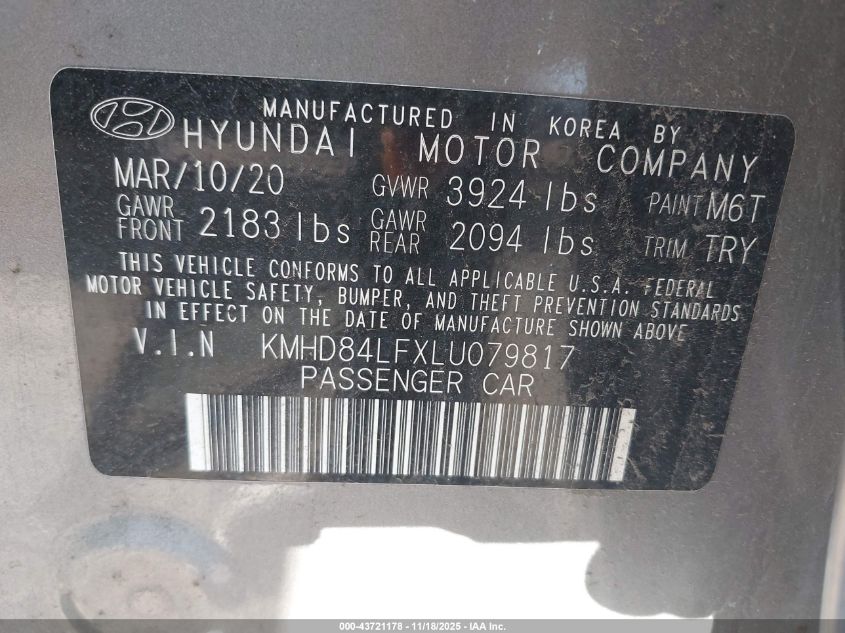 MANUFACTURED IN KOREA BY
HYUNDAI MOTOR COMPANY
MAR/10/20 GVWR 3924 lbs PAINT M6T
GAWR FRONT 2183 lbs GAWR REAR 2094 lbs TRIM TRY
THIS VEHICLE CONFORMS TO ALL APPLICABLE U.S.A. FEDERAL
MOTOR VEHICLE SAFETY, BUMPER, AND THEFT PREVENTION STANDARDS
IN EFFECT ON THE DATE OF MANUFACTURE SHOWN ABOVE
V.I.N KMHD84LFXLU079817
PASSENGER CAR
000-43721178 - 11/18/2025 - IAA Inc.